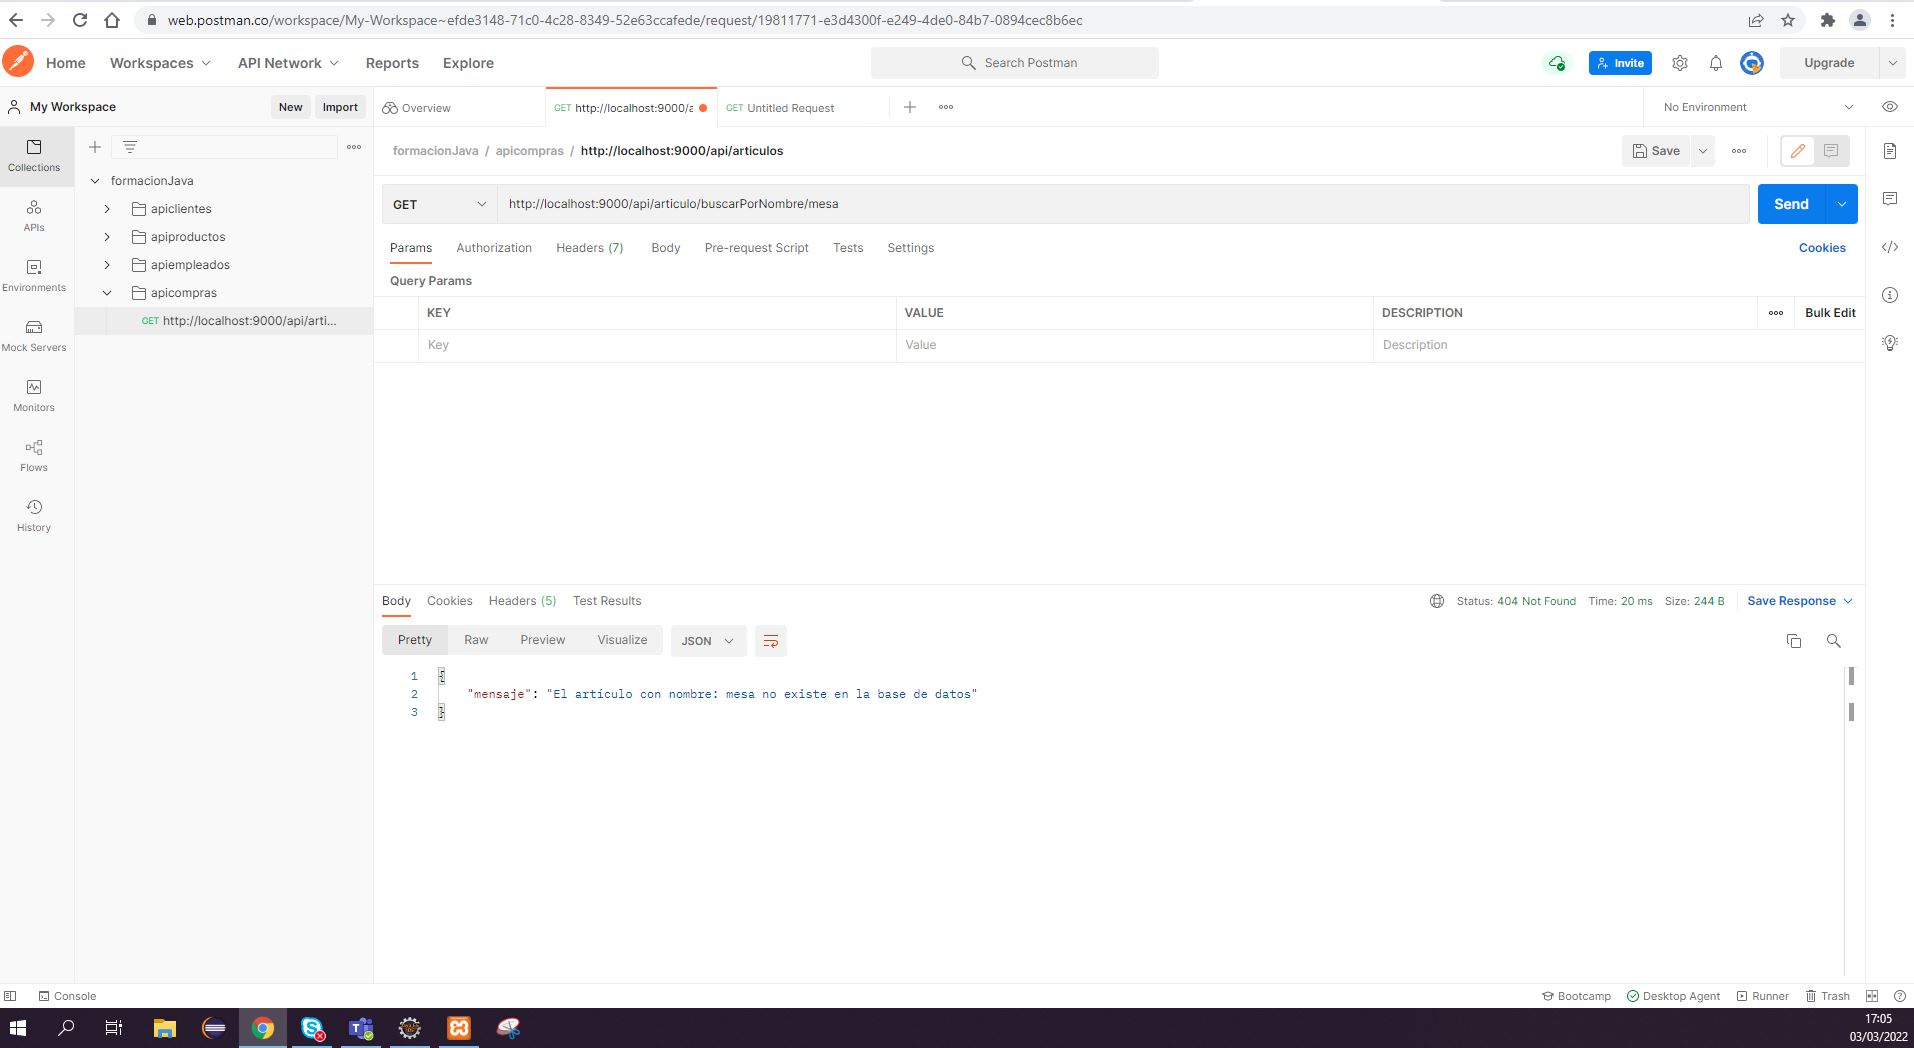 web.postman.co/workspace/My-Workspace~efde3148-71c0-4c28-8349-52e63ccafede/request/19811771-e3d4300f-e249-4de0-84b7-0894cec8b6ec
Home Workspaces API Network Reports Explore Search Postman Invite Upgrade
My Workspace New Import Overview GET http://localhost:9000/a GET Untitled Request No Environment
Collections
formacionJava / apicompras / http://localhost:9000/api/articulos Save
formacionJava
apiclientes
GET http://localhost:9000/api/articulo/buscarPorNombre/mesa Send
APIs
apiproductos
Params Authorization Headers (7) Body Pre-request Script Tests Settings Cookies
apiempleados
Environments
Query Params
apicompras
KEY VALUE DESCRIPTION Bulk Edit
GET http://localhost:9000/api/arti...
Key Value Description
Mock Servers
Monitors
Flows
History
Body Cookies Headers (5) Test Results Status: 404 Not Found Time: 20 ms Size: 244 B Save Response
Pretty Raw Preview Visualize JSON
1 {
2 "mensaje": "El artículo con nombre: mesa no existe en la base de datos"
3 }
Console Bootcamp Desktop Agent Runner Trash
17:05
03/03/2022